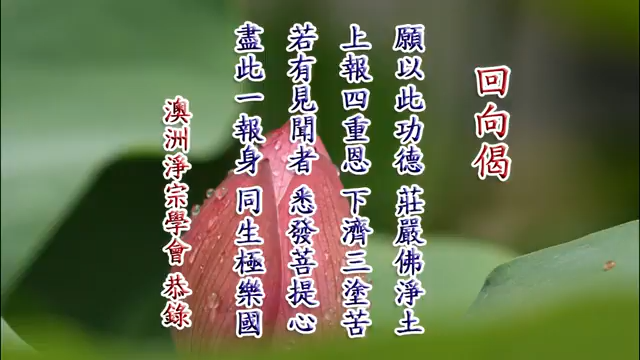 回向偈
願以此功德 莊嚴佛淨土
上報四重恩 下濟三塗苦
若有見聞者 悉發菩提心
盡此一報身 同生極樂國
澳洲淨宗學會 恭錄